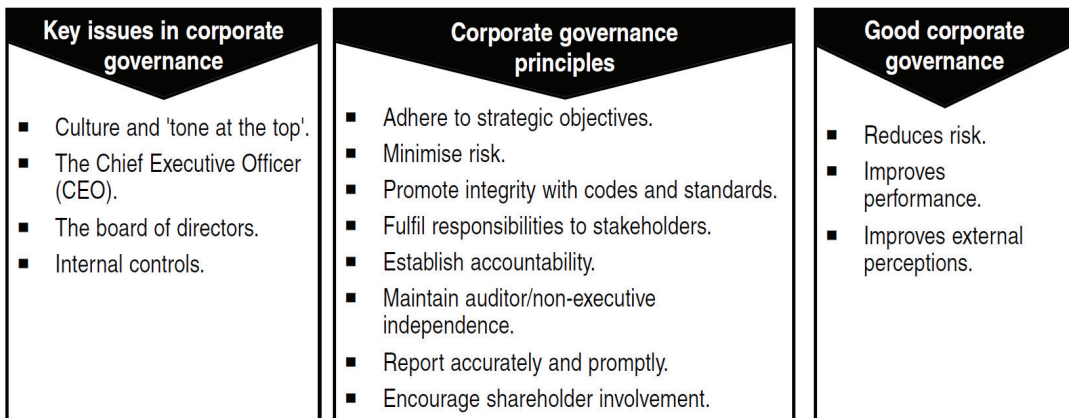 Key issues in corporate
governance
■ Culture and 'tone at the top'.
■ The Chief Executive Officer
(CEO).
■ The board of directors.
■ Internal controls.
Corporate governance
principles
■ Adhere to strategic objectives.
■ Minimise risk.
■ Promote integrity with codes and standards.
■ Fulfil responsibilities to stakeholders.
■ Establish accountability.
■ Maintain auditor/non-executive
independence.
■ Report accurately and promptly.
■ Encourage shareholder involvement.
Good corporate
governance
■ Reduces risk.
■ Improves
performance.
■ Improves external
perceptions.